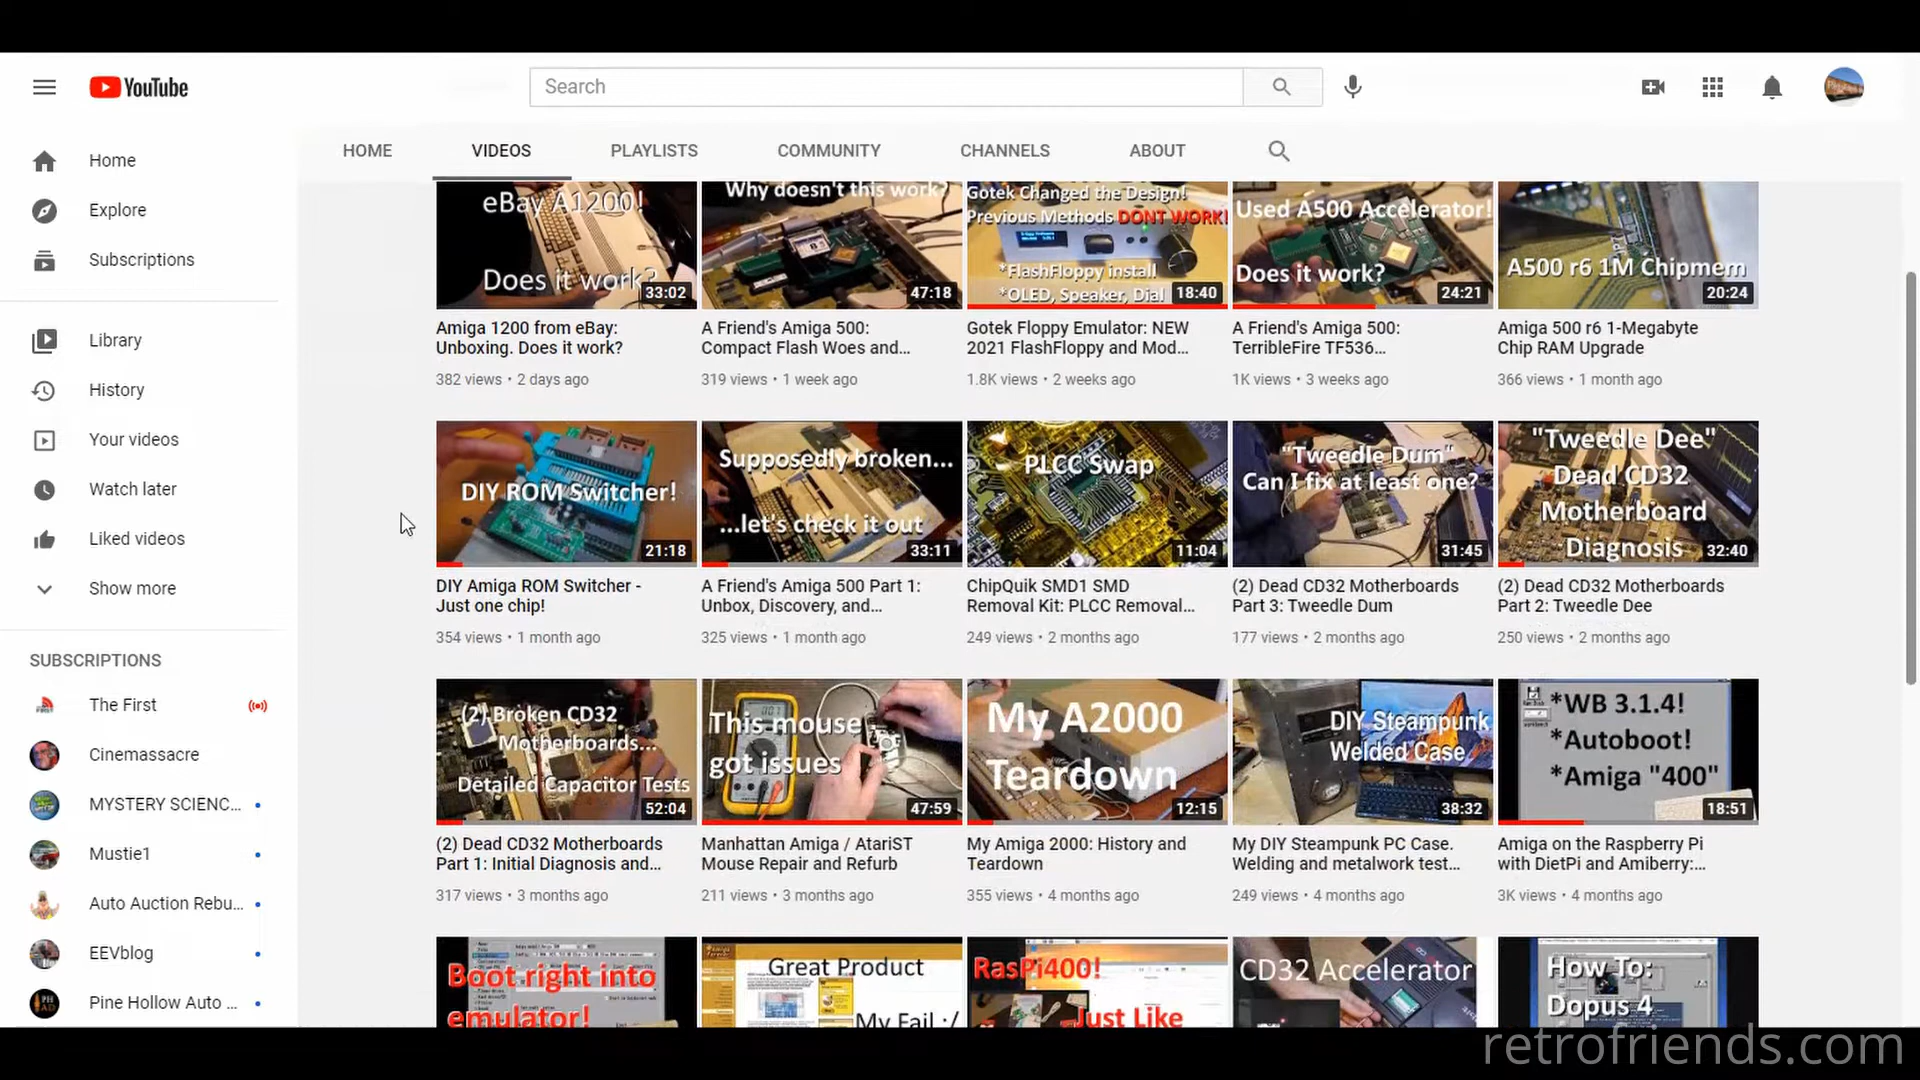 YouTube
Search
Home
Explore
Subscriptions
Library
History
Your videos
Watch later
Liked videos
Show more
SUBSCRIPTIONS
The First
Cinemassacre
MYSTERY SCIENC...
Mustie1
Auto Auction Rebu...
EEVblog
Pine Hollow Auto ...
HOME VIDEOS PLAYLISTS COMMUNITY CHANNELS ABOUT
eBay A1200!
Does it work?
33:02
Amiga 1200 from eBay:
Unboxing. Does it work?
382 views • 2 days ago
Why doesn't this work?
47:18
A Friend's Amiga 500:
Compact Flash Woes and...
319 views • 1 week ago
Gotek Changed the Design!
Previous Methods DONT WORK!
*FlashFloppy install
*OLED, Speaker, Dial
18:40
Gotek Floppy Emulator: NEW
2021 FlashFloppy and Mod...
1.8K views • 2 weeks ago
Used A500 Accelerator!
Does it work?
24:21
A Friend's Amiga 500:
TerribleFire TF536...
1K views • 3 weeks ago
A500 r6 1M Chipmem
20:24
Amiga 500 r6 1-Megabyte
Chip RAM Upgrade
366 views • 1 month ago
DIY ROM Switcher!
21:18
DIY Amiga ROM Switcher -
Just one chip!
354 views • 1 month ago
Supposedly broken...
...let's check it out
33:11
A Friend's Amiga 500 Part 1:
Unbox, Discovery, and...
325 views • 1 month ago
PLCC Swap
11:04
ChipQuik SMD1 SMD
Removal Kit: PLCC Removal...
249 views • 2 months ago
"Tweedle Dum"
Can I fix at least one?
31:45
(2) Dead CD32 Motherboards
Part 3: Tweedle Dum
177 views • 2 months ago
"Tweedle Dee"
Dead CD32
Motherboard
Diagnosis
32:40
(2) Dead CD32 Motherboards
Part 2: Tweedle Dee
250 views • 2 months ago
(2) Broken CD32
Motherboards...
Detailed Capacitor Tests
52:04
(2) Dead CD32 Motherboards
Part 1: Initial Diagnosis and...
317 views • 3 months ago
This mouse
got issues
47:59
Manhattan Amiga / AtariST
Mouse Repair and Refurb
211 views • 3 months ago
My A2000
Teardown
12:15
My Amiga 2000: History and
Teardown
355 views • 4 months ago
DIY Steampunk
Welded Case
38:32
My DIY Steampunk PC Case.
Welding and metalwork test...
249 views • 4 months ago
*WB 3.1.4!
*Autoboot!
*Amiga "400"
18:51
Amiga on the Raspberry Pi
with DietPi and Amiberry:...
3K views • 4 months ago
Boot right into
emulator!
Great Product
My Fail :/
RasPi400!
Just Like
CD32 Accelerator
How To:
Dopus 4
retrofriends.com